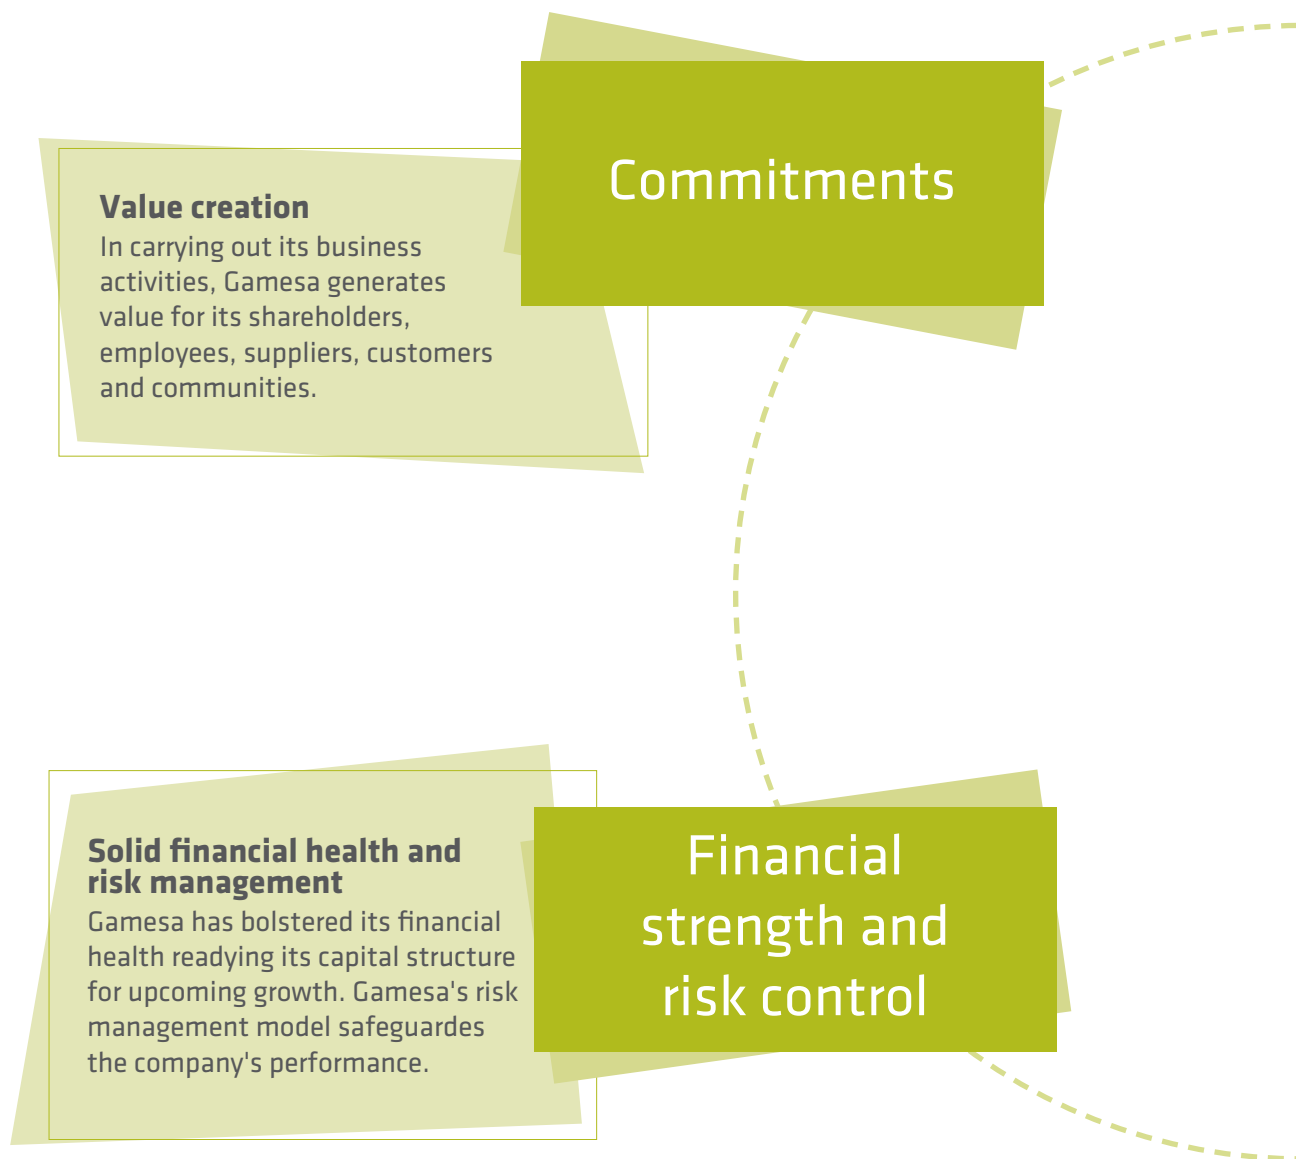 Commitments
Value creation
In carrying out its business
activities, Gamesa generates
value for its shareholders,
employees, suppliers, customers
and communities.
Financial
strength and
risk control
Solid financial health and
risk management
Gamesa has bolstered its financial
health readying its capital structure
for upcoming growth. Gamesa's risk
management model safeguardes
the company's performance.